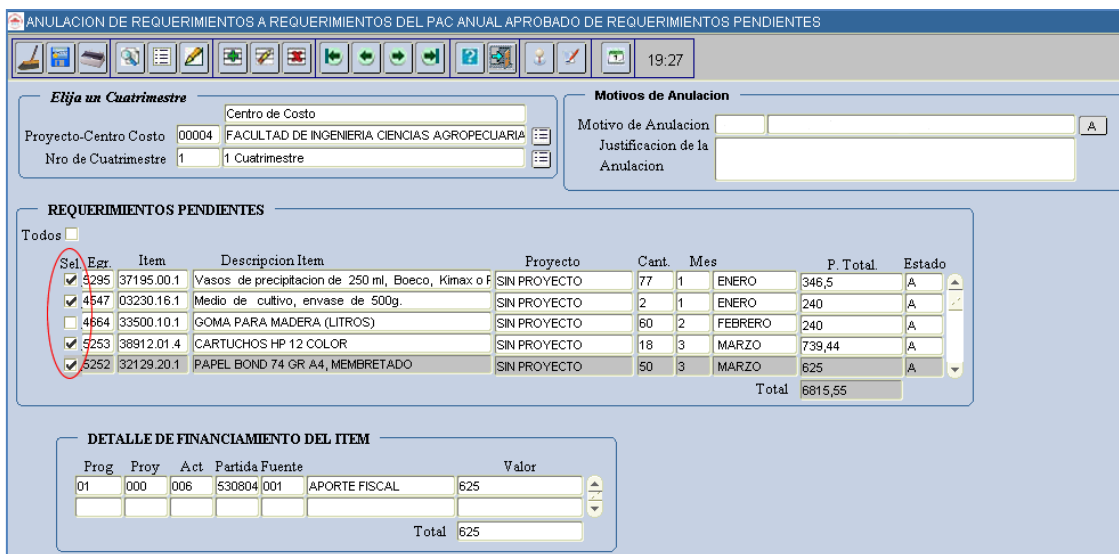 ANULACION DE REQUERIMIENTOS A REQUERIMIENTOS DEL PAC ANUAL APROBADO DE REQUERIMIENTOS PENDIENTES
19:27
Elija un Cuatrimestre
Centro de Costo
Proyecto-Centro Costo 00004 FACULTAD DE INGENIERIA CIENCIAS AGROPECUARIA
Nro de Cuatrimestre 1 1 Cuatrimestre
Motivos de Anulacion
Motivo de Anulacion A
Justificacion de la
Anulacion
REQUERIMIENTOS PENDIENTES
Todos
Sel. Egr. Item Descripcion Item Proyecto Cant. Mes P. Total. Estado
5295 37195.00.1 Vasos de precipitacion de 250 ml, Boeco, Kimax o SIN PROYECTO 77 1 ENERO 346,5 A
4547 03230.16.1 Medio de cultivo, envase de 500g. SIN PROYECTO 2 1 ENERO 240 A
4664 33500.10.1 GOMA PARA MADERA (LITROS) SIN PROYECTO 60 2 FEBRERO 240 A
5253 38912.01.4 CARTUCHOS HP 12 COLOR SIN PROYECTO 18 3 MARZO 739,44 A
5252 32129.20.1 PAPEL BOND 74 GR A4, MEMBRETADO SIN PROYECTO 50 3 MARZO 625 A
Total 6815,55
DETALLE DE FINANCIAMIENTO DEL ITEM
Prog Proy Act Partida Fuente Valor
01 000 006 530804 001 APORTE FISCAL 625
Total 625